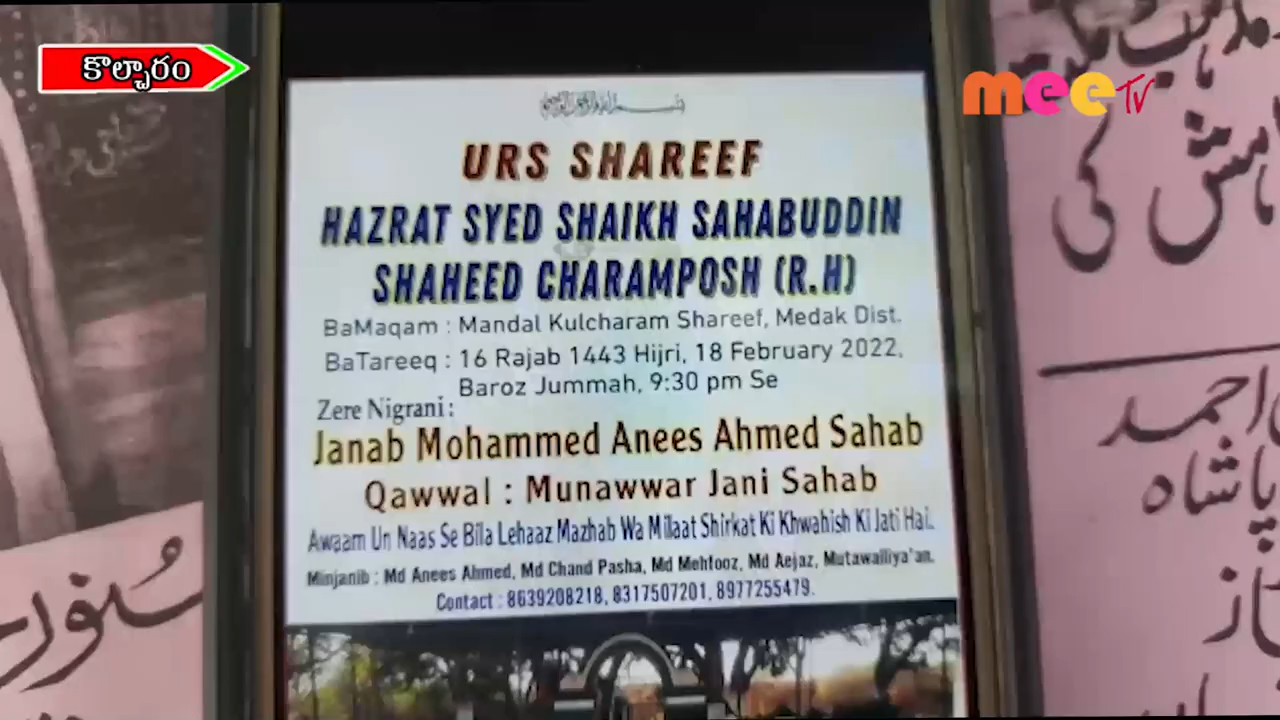 కొల్చారం
mee TV
URS SHAREEF
HAZRAT SYED SHAIKH SAHABUDDIN
SHAHEED CHARAMPOSH (R.H)
BaMaqam : Mandal Kulcharam Shareef, Medak Dist.
BaTareeq : 16 Rajab 1443 Hijri, 18 February 2022,
Baroz Jummah, 9:30 pm Se
Zere Nigrani :
Janab Mohammed Anees Ahmed Sahab
Qawwal : Munawwar Jani Sahab
Awaam Un Naas Se Bila Lehaaz Mazhab Wa Milaat Shirkat Ki Khwahish Ki Jati Hai.
Minjanib : Md Anees Ahmed, Md Chand Pasha, Md Mehfooz, Md Aejaz, Mutawalliya'an.
Contact : 8639208218, 8317507201, 8977255479.
کی
احمد
پاشاہ